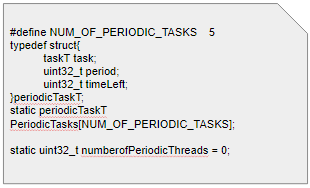 #define NUM_OF_PERIODIC_TASKS    5
typedef struct{
taskT task;
uint32_t period;
uint32_t timeLeft;
}periodicTaskT;
static periodicTaskT
PeriodicTasks[NUM_OF_PERIODIC_TASKS];
static uint32_t numberofPeriodicThreads = 0;